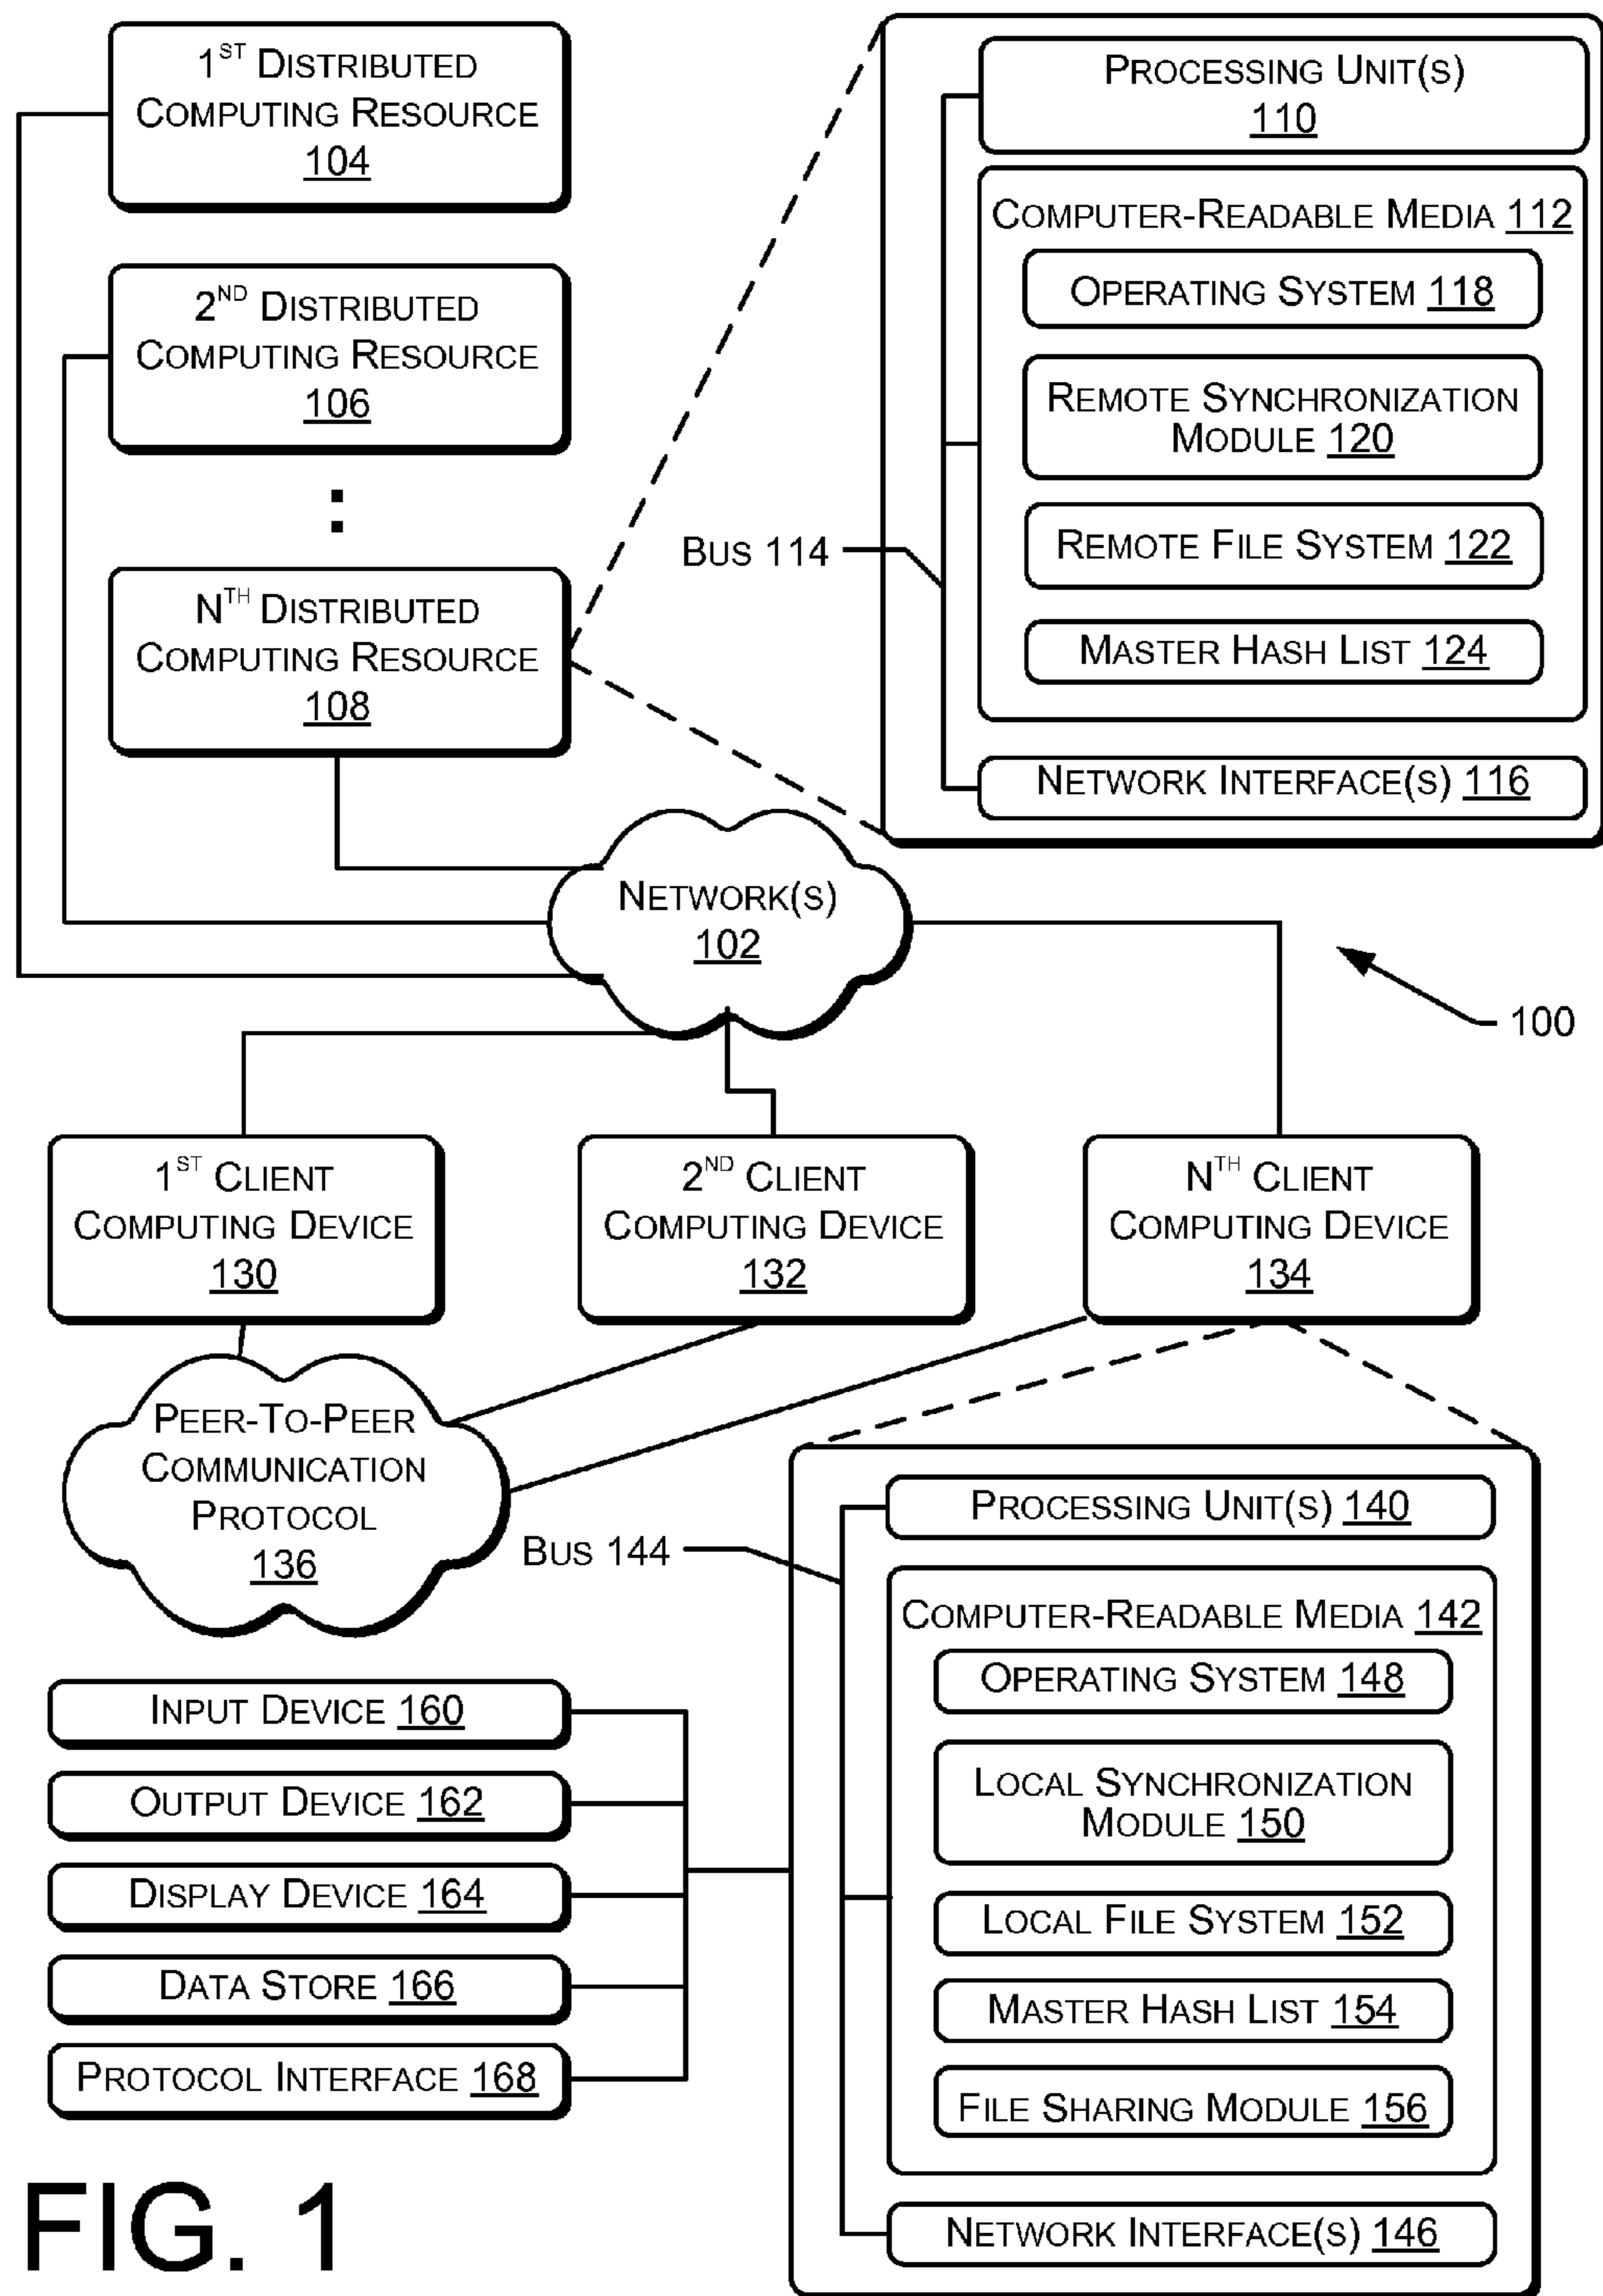 1ST DISTRIBUTED
COMPUTING RESOURCE
104
2ND DISTRIBUTED
COMPUTING RESOURCE
106
:
NTH DISTRIBUTED
COMPUTING RESOURCE
108
PROCESSING UNIT(S)
110
COMPUTER-READABLE MEDIA 112
OPERATING SYSTEM 118
REMOTE SYNCHRONIZATION
MODULE 120
REMOTE FILE SYSTEM 122
MASTER HASH LIST 124
BUS 114
NETWORK INTERFACE(S) 116
NETWORK(S)
102
100
1ST CLIENT
COMPUTING DEVICE
130
2ND CLIENT
COMPUTING DEVICE
132
NTH CLIENT
COMPUTING DEVICE
134
PEER-TO-PEER
COMMUNICATION
PROTOCOL
136
BUS 144
PROCESSING UNIT(S) 140
COMPUTER-READABLE MEDIA 142
OPERATING SYSTEM 148
LOCAL SYNCHRONIZATION
MODULE 150
LOCAL FILE SYSTEM 152
MASTER HASH LIST 154
FILE SHARING MODULE 156
NETWORK INTERFACE(S) 146
INPUT DEVICE 160
OUTPUT DEVICE 162
DISPLAY DEVICE 164
DATA STORE 166
PROTOCOL INTERFACE 168
FIG. 1